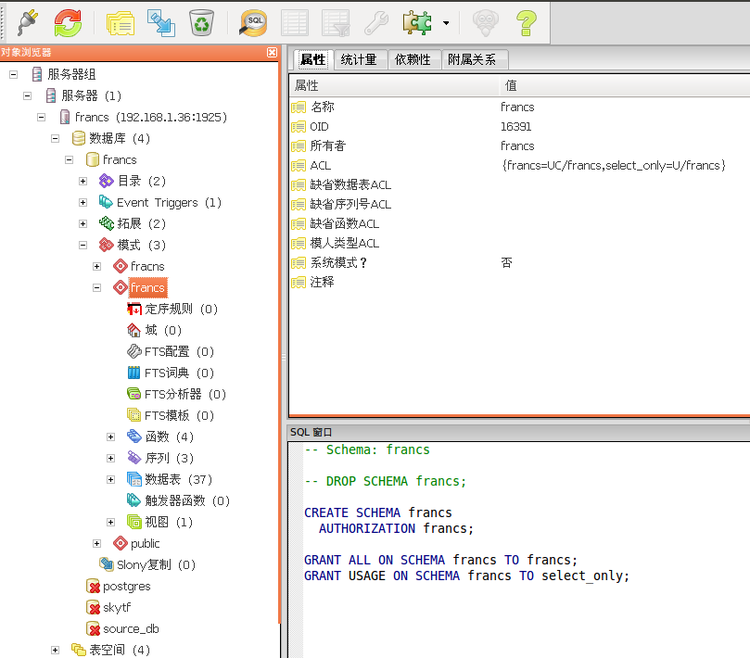 SQL
对象浏览器
服务器组
服务器 (1)
francs (192.168.1.36:1925)
数据库 (4)
francs
目录 (2)
Event Triggers (1)
拓展 (2)
模式 (3)
fracns
francs
定序规则 (0)
域 (0)
FTS配置 (0)
FTS词典 (0)
FTS分析器 (0)
FTS模板 (0)
函数 (4)
序列 (3)
数据表 (37)
触发器函数 (0)
视图 (1)
public
Slony复制 (0)
postgres
skytf
source_db
表空间 (4)
属性 统计量 依赖性 附属关系
属性 值
名称 francs
OID 16391
所有者 francs
ACL {francs=UC/francs,select_only=U/francs}
缺省数据表ACL
缺省序列号ACL
缺省函数ACL
模人类型ACL
系统模式？ 否
注释
SQL 窗口
-- Schema: francs
-- DROP SCHEMA francs;
CREATE SCHEMA francs
AUTHORIZATION francs;
GRANT ALL ON SCHEMA francs TO francs;
GRANT USAGE ON SCHEMA francs TO select_only;